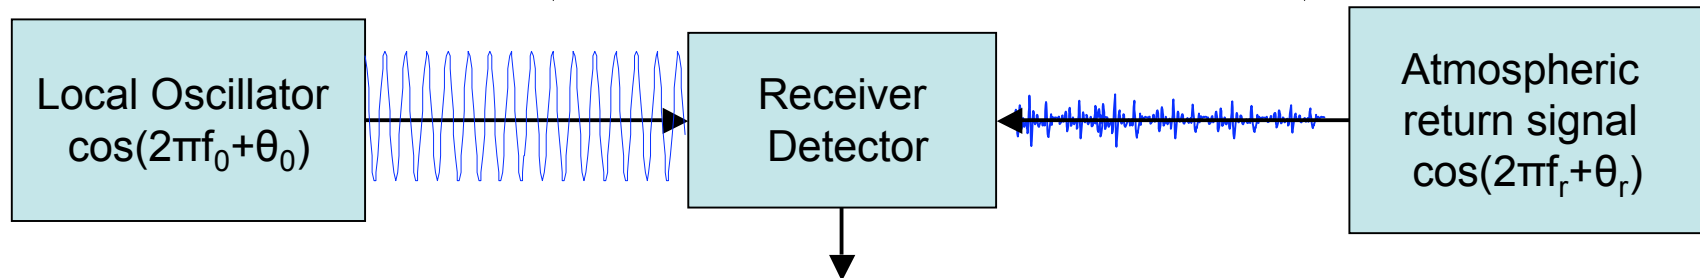 Local Oscillator
cos(2πf₀+θ₀)
Receiver
Detector
Atmospheric
return signal
cos(2πfᵣ+θᵣ)